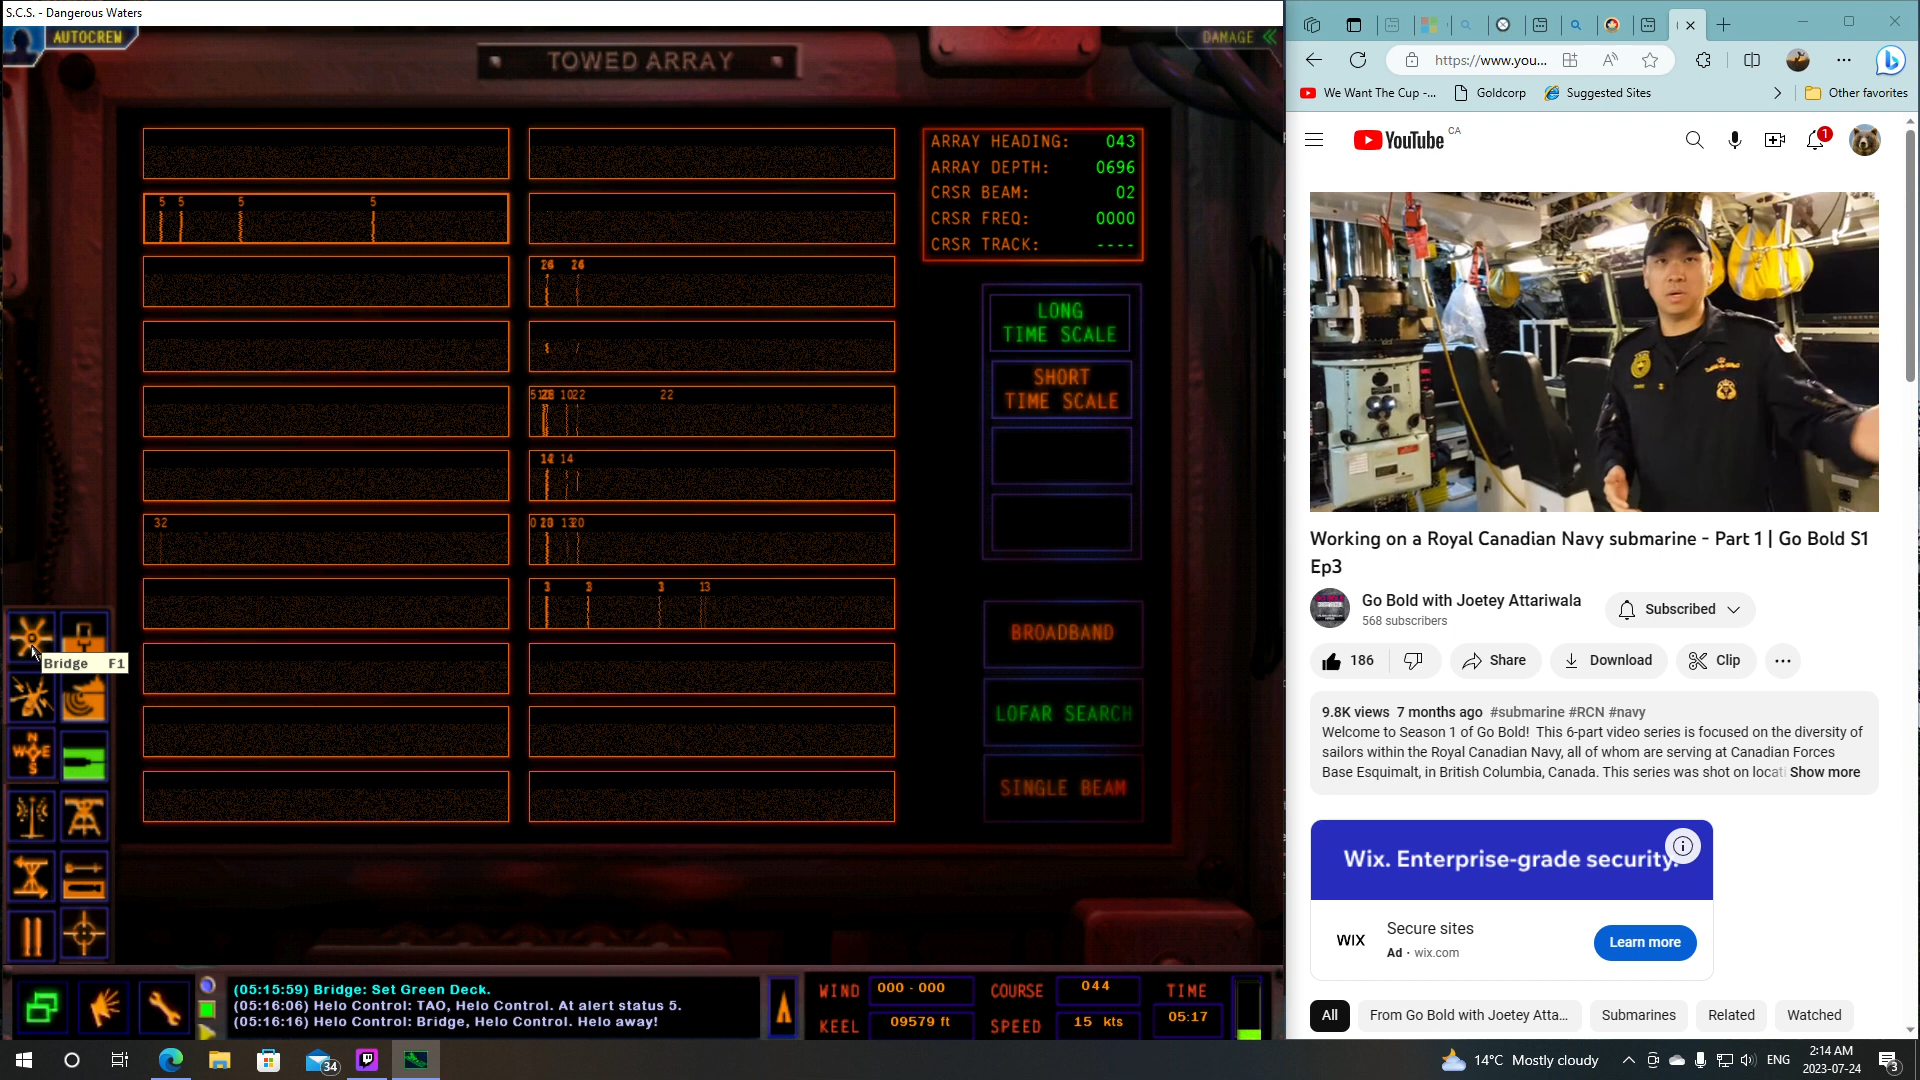 S.C.S. - Dangerous Waters
AUTOCREW
TOWED ARRAY
DAMAGE
ARRAY HEADING: 043
ARRAY DEPTH: 0696
CRSR BEAM: 02
CRSR FREQ: 0000
CRSR TRACK: ----
5 5 5 5
26
22 22
14
32
20
3 3 3 13
LONG
TIME SCALE
SHORT
TIME SCALE
BROADBAND
LOFAR SEARCH
SINGLE BEAM
Bridge F1
N
W E
S
(05:15:59) Bridge: Set Green Deck.
(05:16:06) Helo Control: TAO, Helo Control. At alert status 5.
(05:16:16) Helo Control: Bridge, Helo Control. Helo away!
WIND 000 - 000 COURSE 044 TIME
KEEL 09579 ft SPEED 15 kts 05:17
https://www.you...
We Want The Cup -...
Goldcorp
Suggested Sites
Other favorites
YouTube CA
1
Working on a Royal Canadian Navy submarine - Part 1 | Go Bold S1
Ep3
Go Bold with Joetey Attariwala
568 subscribers
Subscribed
186
Share
Download
Clip
9.8K views 7 months ago #submarine #RCN #navy
Welcome to Season 1 of Go Bold! This 6-part video series is focused on the diversity of
sailors within the Royal Canadian Navy, all of whom are serving at Canadian Forces
Base Esquimalt, in British Columbia, Canada. This series was shot on locati Show more
Wix. Enterprise-grade security.
WIX
Secure sites
Ad · wix.com
Learn more
All
From Go Bold with Joetey Atta...
Submarines
Related
Watched
34
14°C Mostly cloudy
ENG
2:14 AM
2023-07-24
3